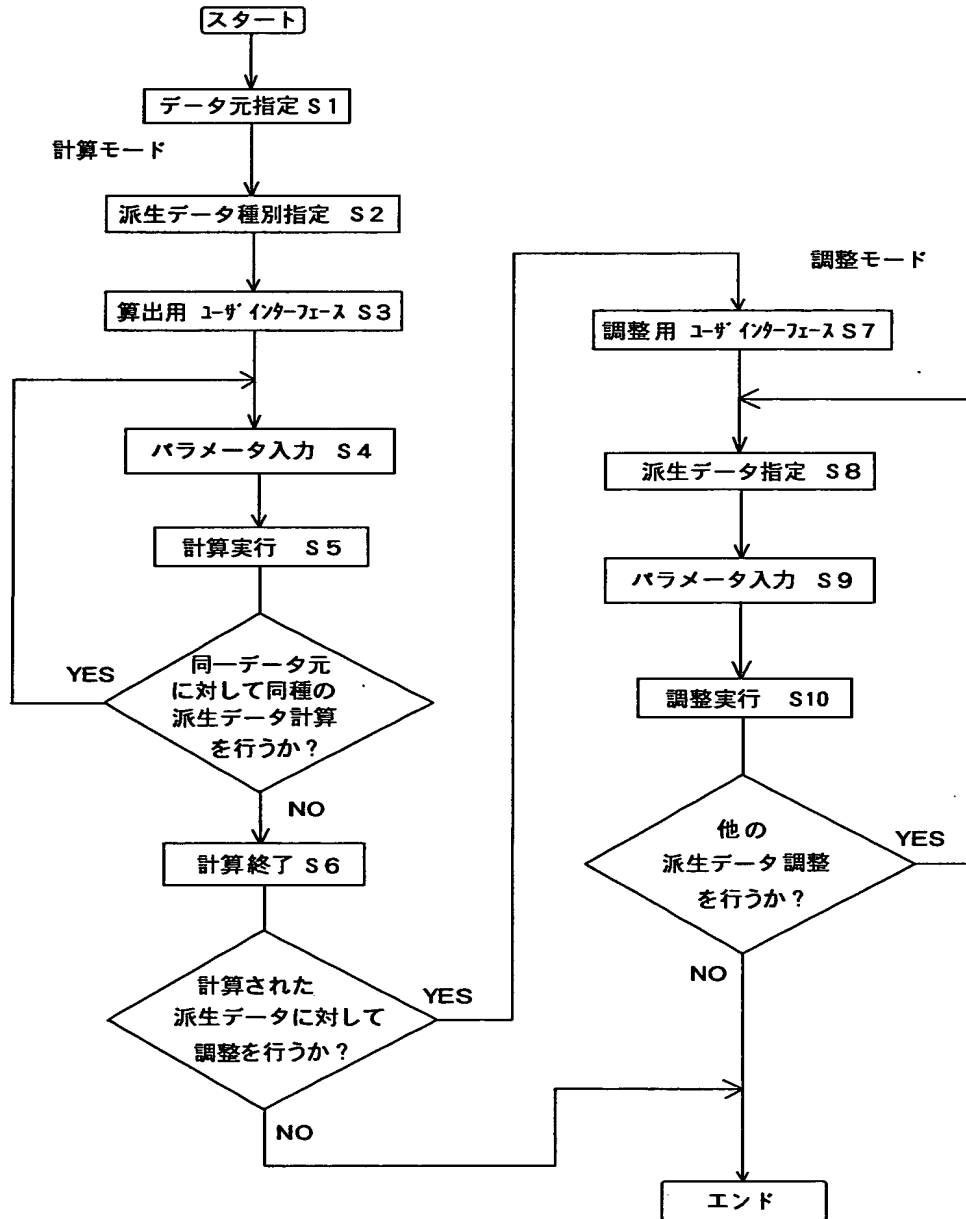 スタート
データ元指定 S1
計算モード
派生データ種別指定 S2
算出用 ユーザインターフェース S3
パラメータ入力 S4
計算実行 S5
YES
同一データ元
に対して同種の
派生データ計算
を行うか？
NO
計算終了 S6
計算された
派生データに対して
調整を行うか？
YES
NO
調整モード
調整用 ユーザインターフェース S7
派生データ指定 S8
パラメータ入力 S9
調整実行 S10
他の
派生データ調整
を行うか？
YES
NO
エンド